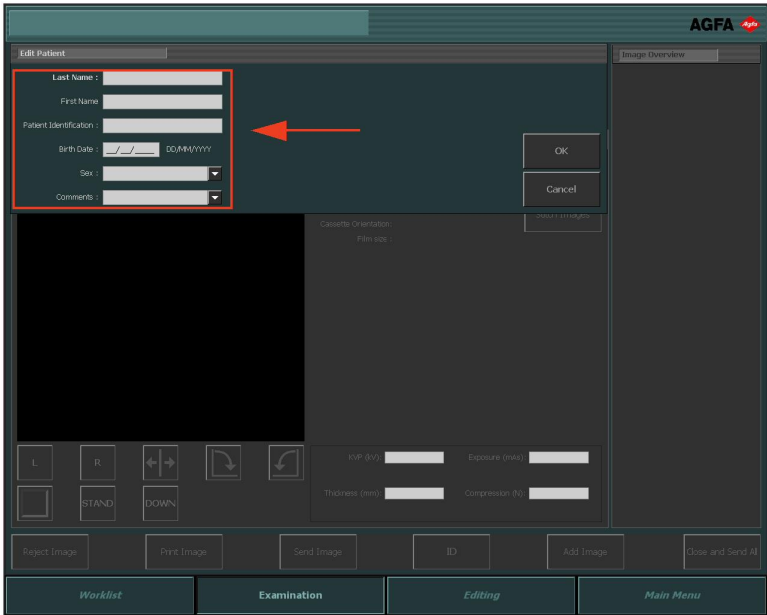 AGFA Agfa
Edit Patient
Image Overview
Last Name :
First Name
Patient Identification :
Birth Date : __/__/____ DD/MM/YYYY
Sex :
Comments :
OK
Cancel
Cassette Orientation:
Film size :
Select Images
L
R
STAND
DOWN
KVP (kV):
Exposure (mAs):
Thickness (mm):
Compression (N):
Reject Image
Print Image
Send Image
ID
Add Image
Close and Send All
Worklist
Examination
Editing
Main Menu